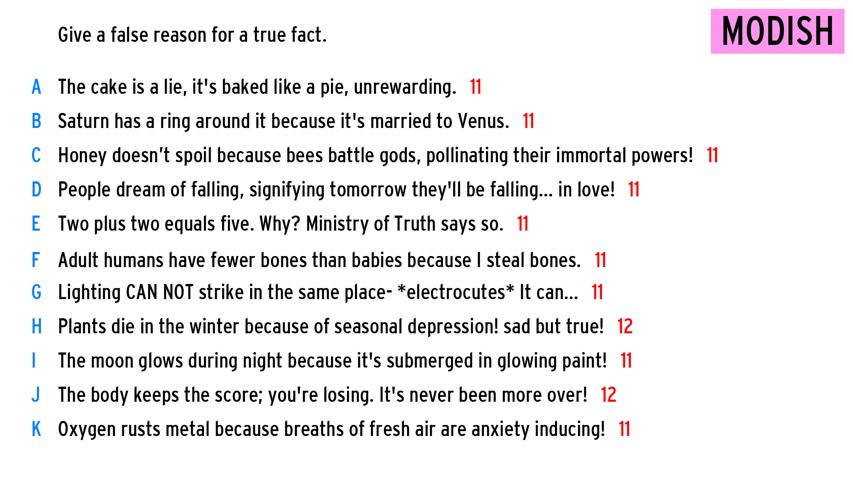 Give a false reason for a true fact.
MODISH
A The cake is a lie, it's baked like a pie, unrewarding. 11
B Saturn has a ring around it because it's married to Venus. 11
C Honey doesn’t spoil because bees battle gods, pollinating their immortal powers! 11
D People dream of falling, signifying tomorrow they'll be falling... in love! 11
E Two plus two equals five. Why? Ministry of Truth says so. 11
F Adult humans have fewer bones than babies because I steal bones. 11
G Lighting CAN NOT strike in the same place- *electrocutes* It can... 11
H Plants die in the winter because of seasonal depression! sad but true! 12
I The moon glows during night because it's submerged in glowing paint! 11
J The body keeps the score; you're losing. It's never been more over! 12
K Oxygen rusts metal because breaths of fresh air are anxiety inducing! 11